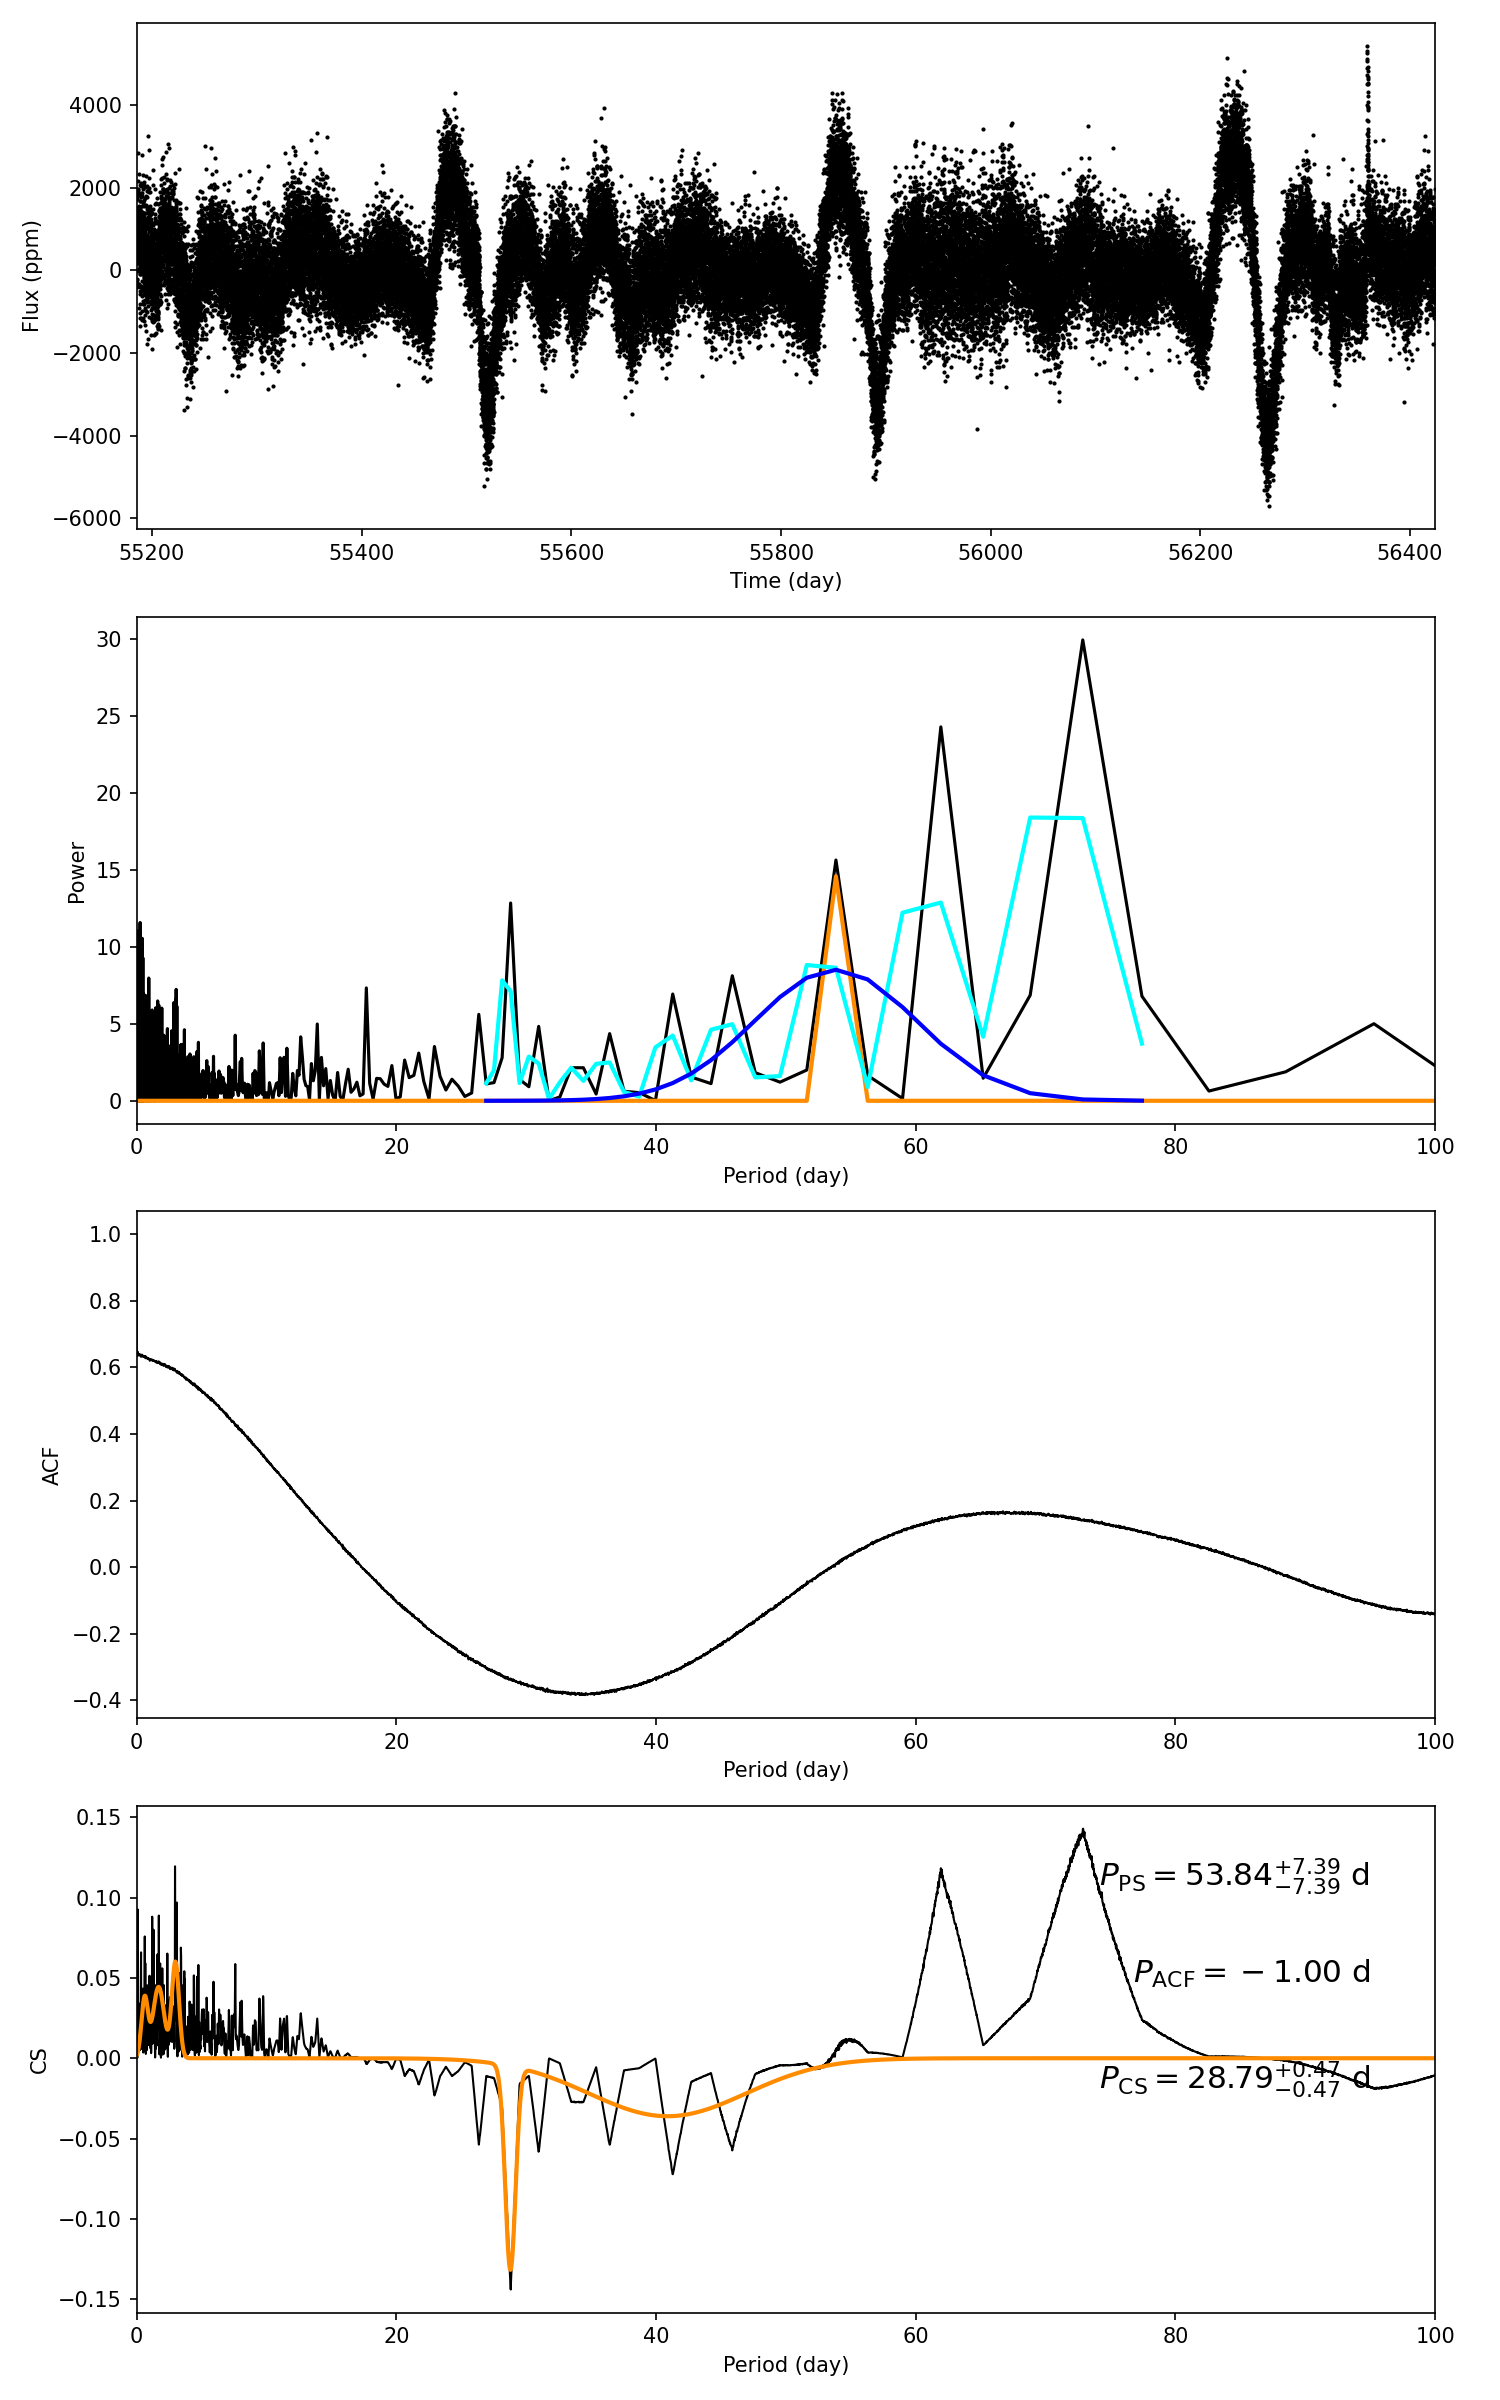 4000
2000
0
−2000
−4000
−6000
Flux (ppm)
55200 55400 55600 55800 56000 56200 56400
Time (day)
30
25
20
15
10
5
0
Power
0 20 40 60 80 100
Period (day)
1.0
0.8
0.6
0.4
0.2
0.0
−0.2
−0.4
ACF
0 20 40 60 80 100
Period (day)
0.15
0.10
0.05
0.00
−0.05
−0.10
−0.15
CS
P_PS = 53.84 +7.39 −7.39 d
P_ACF = −1.00 d
P_CS = 28.79 +0.47 −0.47 d
0 20 40 60 80 100
Period (day)